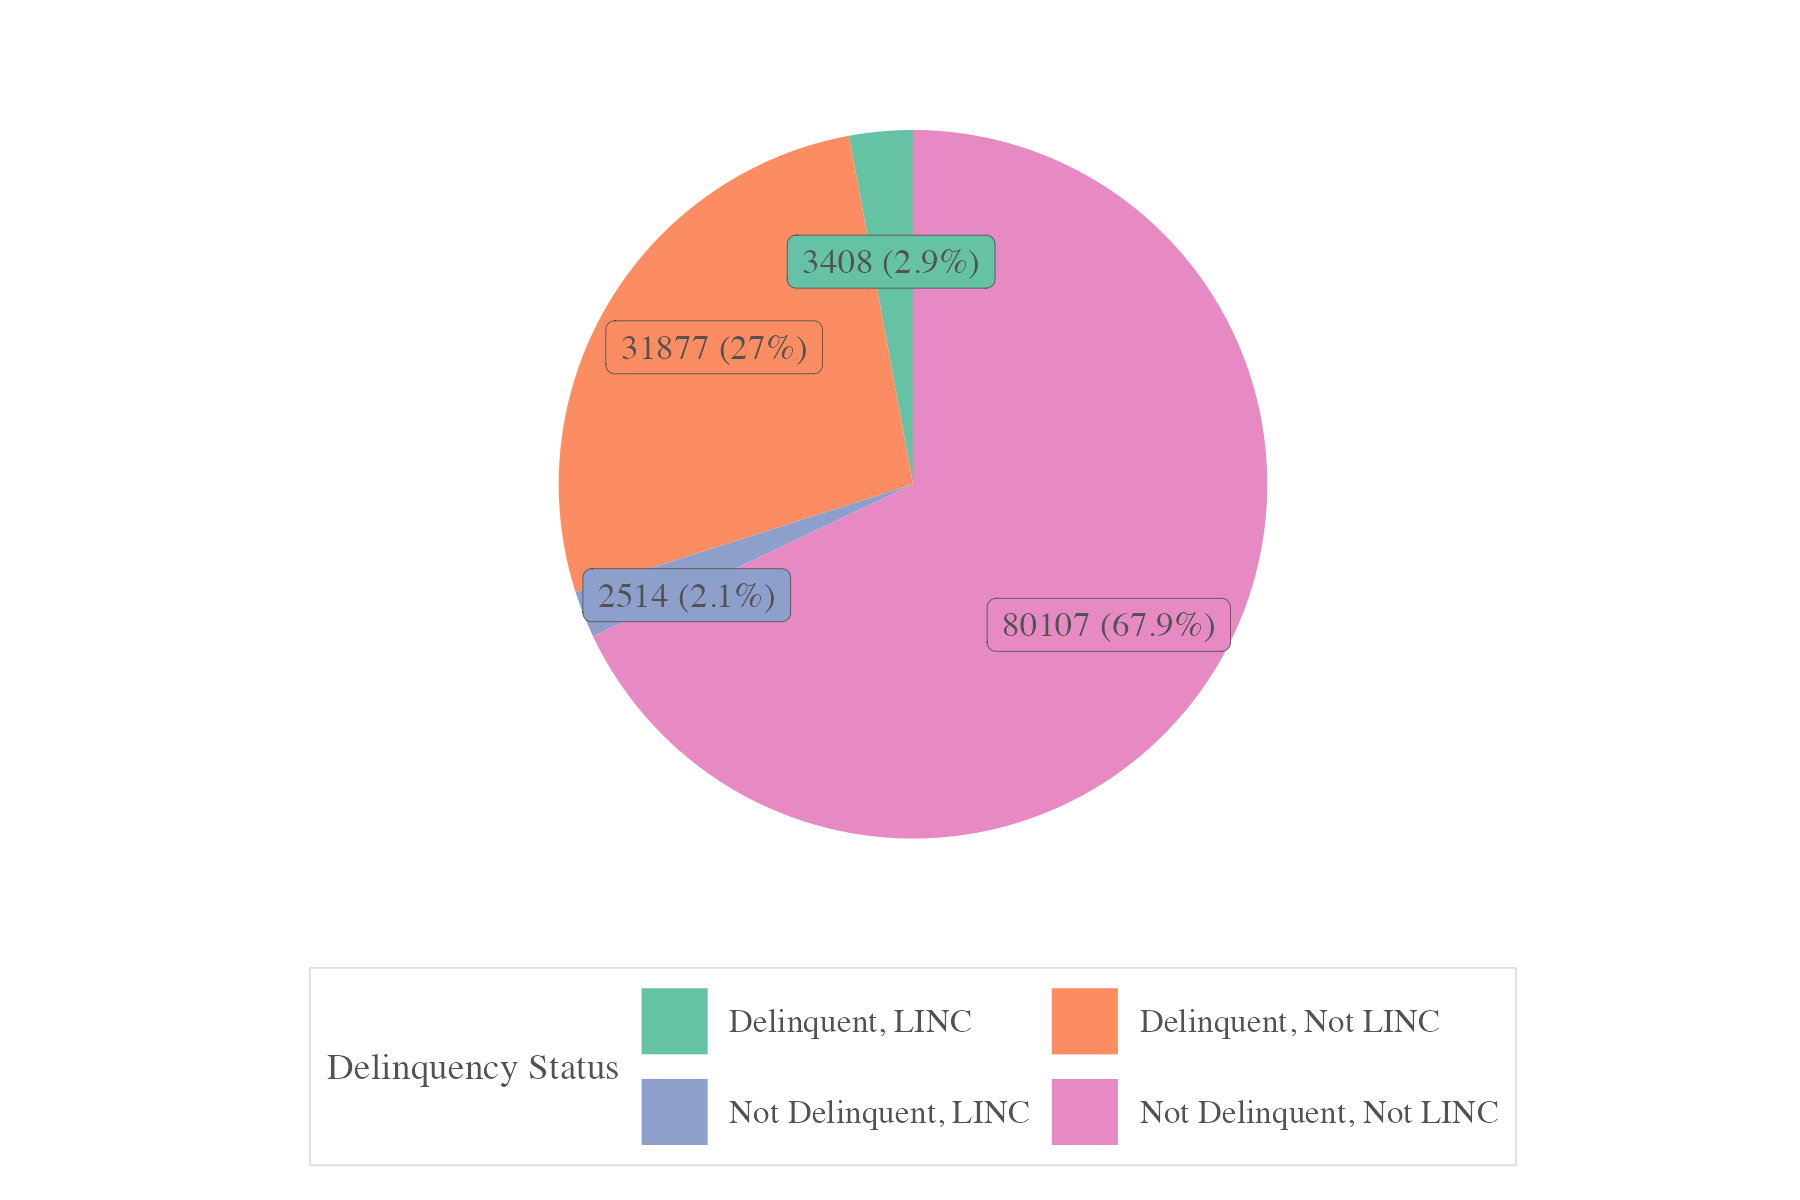 3408 (2.9%)
31877 (27%)
2514 (2.1%)
80107 (67.9%)
Delinquency Status
Delinquent, LINC
Delinquent, Not LINC
Not Delinquent, LINC
Not Delinquent, Not LINC